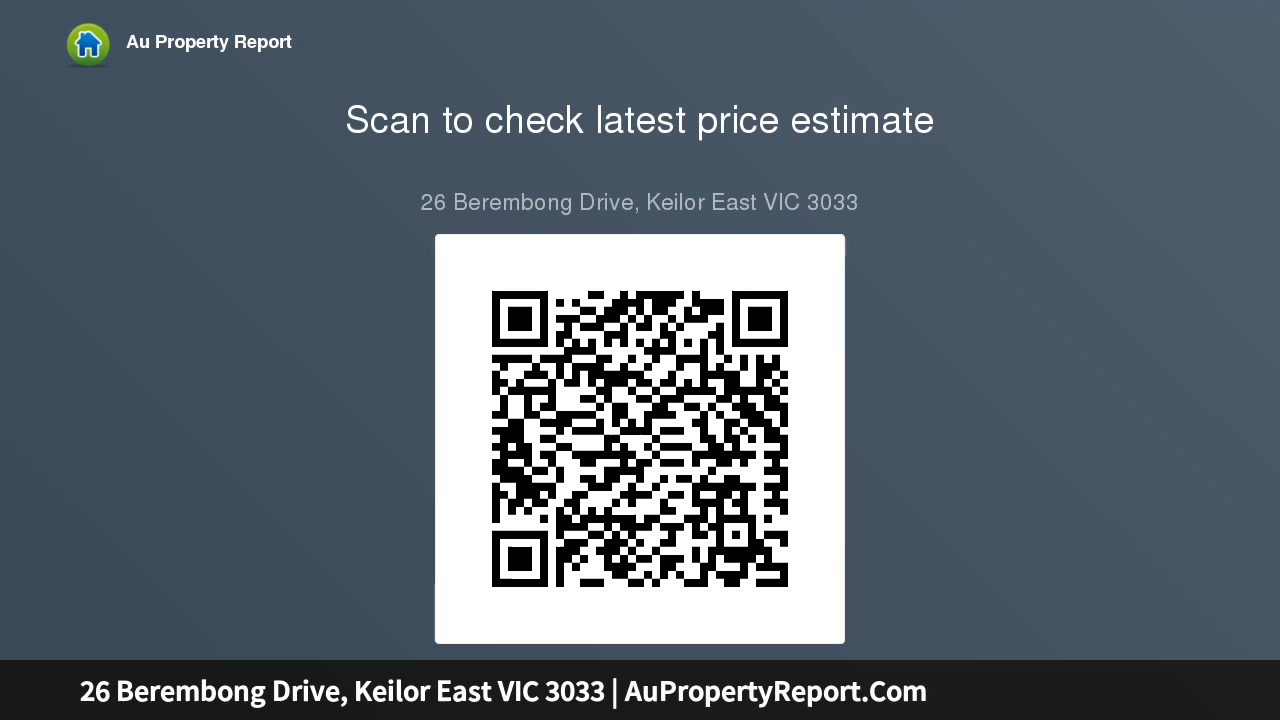 Au Property Report
Scan to check latest price estimate
26 Berembong Drive, Keilor East VIC 3033
26 Berembong Drive, Keilor East VIC 3033 | AuPropertyReport.Com